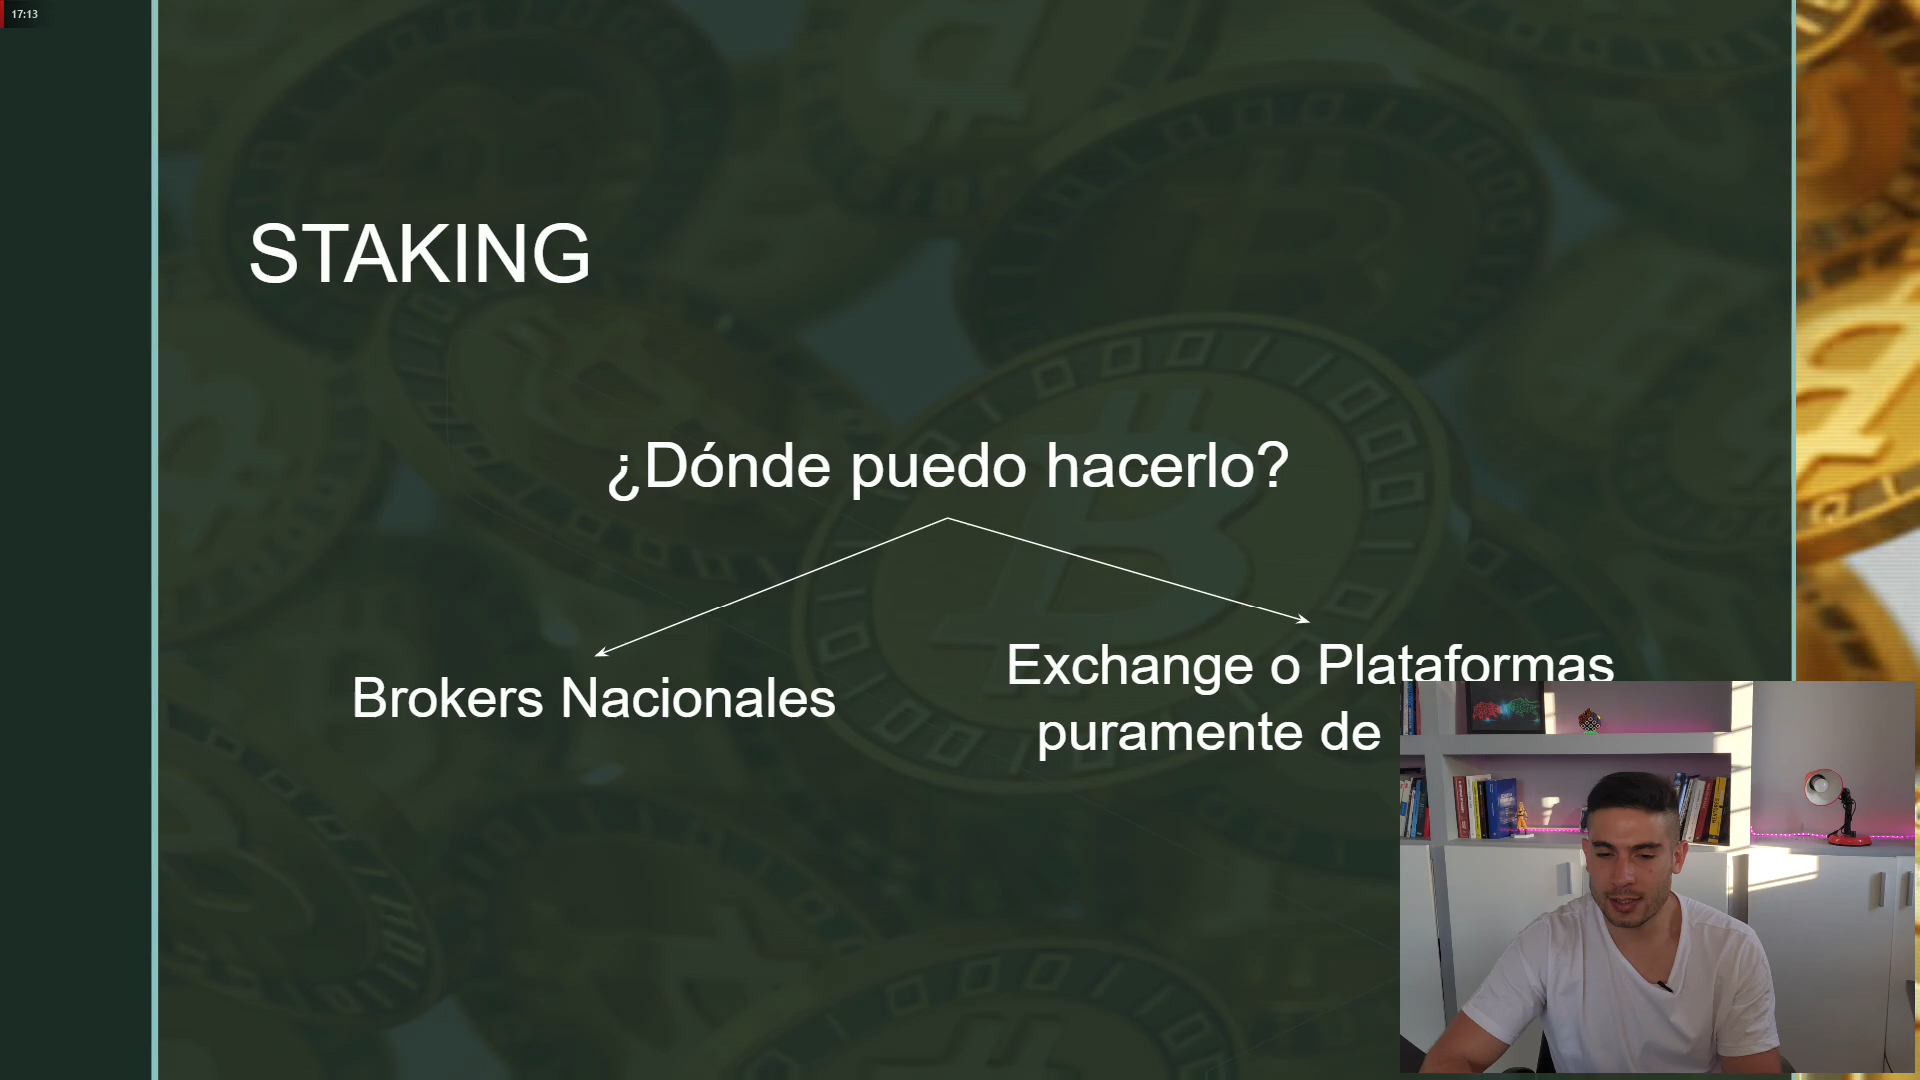 17:13
STAKING
¿Dónde puedo hacerlo?
Brokers Nacionales
Exchange o Plataformas
puramente de